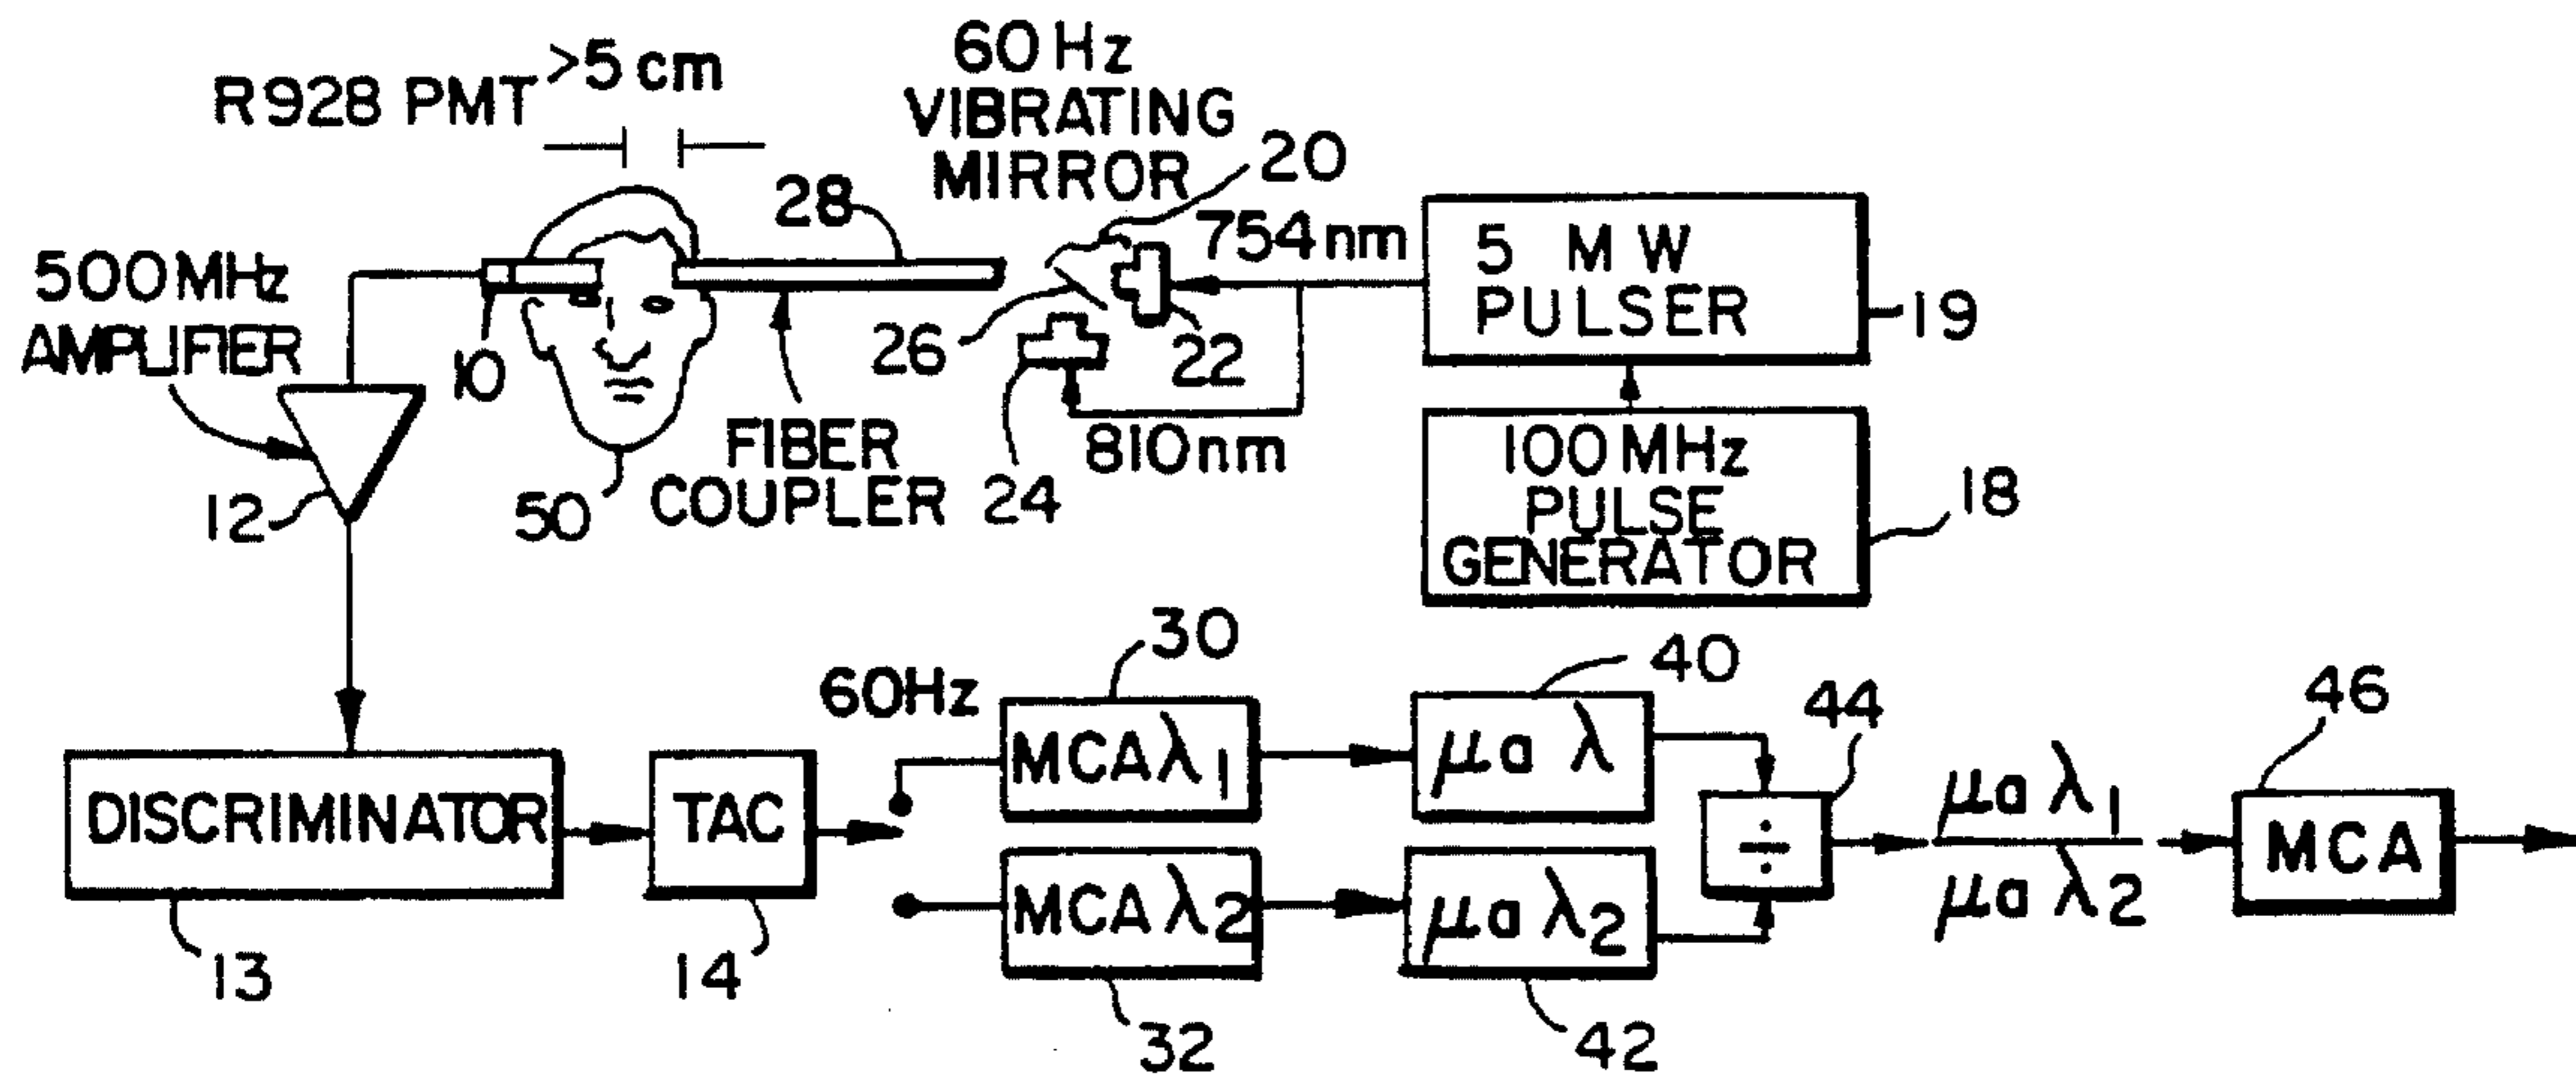 R928 PMT
>5 cm
60 Hz
VIBRATING
MIRROR
20
28
754 nm
5 MW
PULSER
19
500 MHz
AMPLIFIER
10
26
22
12
50
FIBER
COUPLER
24
810 nm
100 MHz
PULSE
GENERATOR
18
DISCRIMINATOR
13
TAC
14
60Hz
30
MCA λ1
MCA λ2
32
40
μa λ
μa λ2
42
44
÷
μa λ1
μa λ2
46
MCA